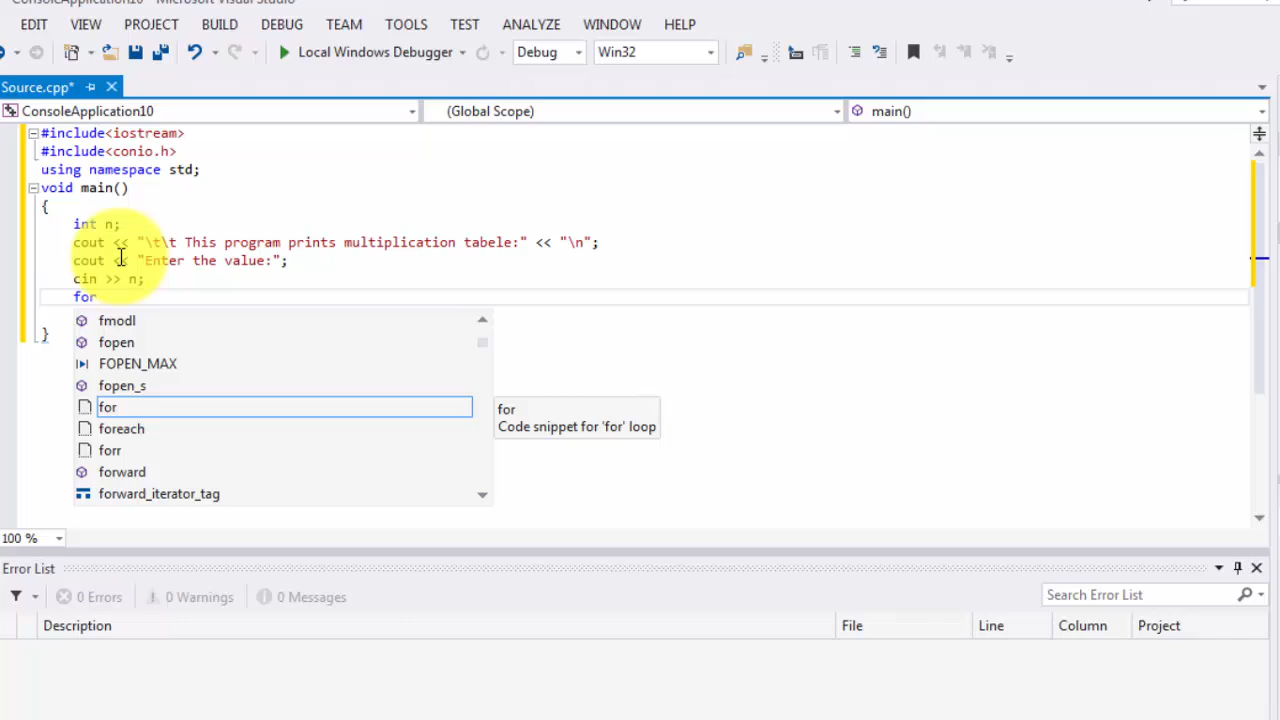 ConsoleApplication10 - Microsoft Visual Studio
EDIT VIEW PROJECT BUILD DEBUG TEAM TOOLS TEST ANALYZE WINDOW HELP
Local Windows Debugger Debug Win32
Source.cpp*
ConsoleApplication10 (Global Scope) main()
#include<iostream>
#include<conio.h>
using namespace std;
void main()
{
int n;
cout << "\t\t This program prints multiplication tabele:" << "\n";
cout << "Enter the value:";
cin >> n;
for
fmodl
fopen
FOPEN_MAX
fopen_s
for
for
Code snippet for 'for' loop
foreach
forr
forward
forward_iterator_tag
}
100 %
Error List
0 Errors 0 Warnings 0 Messages Search Error List
Description File Line Column Project